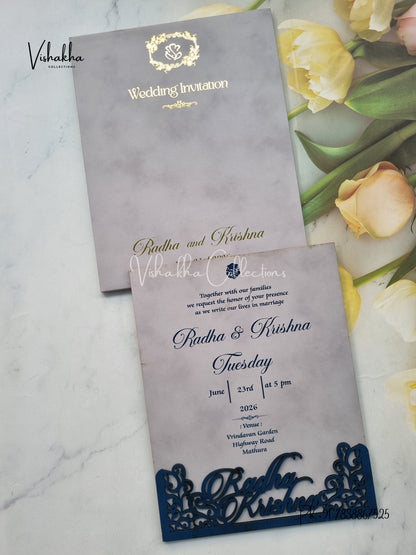 Vishakha
COLLECTIONS
Wedding Invitation
Radha and Krishna
Vishakha Collections
Together with our families
we request the honor of your presence
as we write our lives in marriage
Radha & Krishna
Tuesday
June 23rd at 5 pm
2026
: Venue :
Vrindavan Garden
Highway Road
Mathura
Radha
Krishna